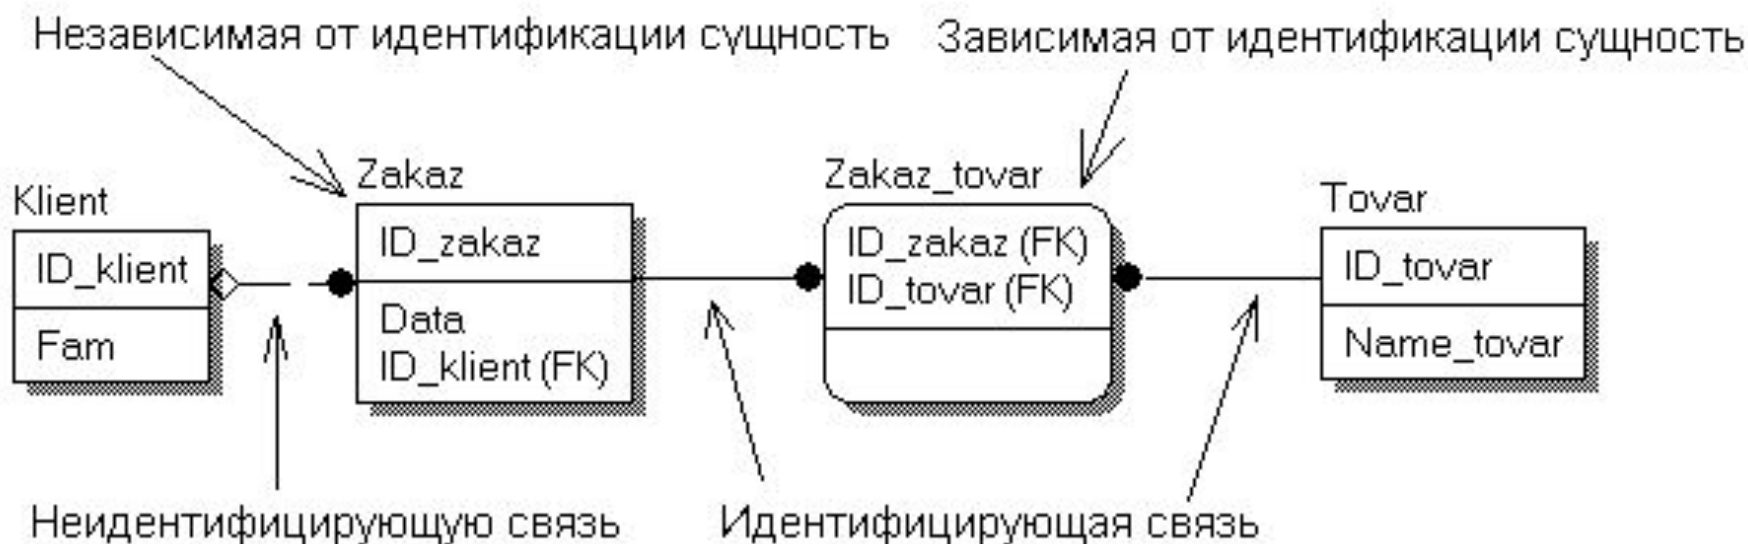 Независимая от идентификации сущность
Зависимая от идентификации сущность
Klient
ID_klient
Fam
Zakaz
ID_zakaz
Data
ID_klient (FK)
Zakaz_tovar
ID_zakaz (FK)
ID_tovar (FK)
Tovar
ID_tovar
Name_tovar
Неидентифицирующую связь
Идентифицирующая связь